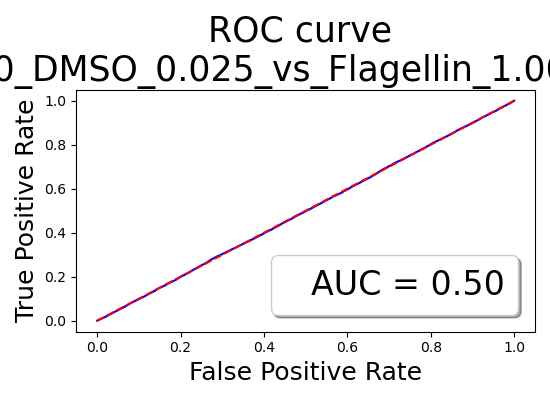 ROC curve
0_DMSO_0.025_vs_Flagellin_1.00
True Positive Rate
1.0
0.8
0.6
0.4
0.2
0.0
AUC = 0.50
0.0 0.2 0.4 0.6 0.8 1.0
False Positive Rate